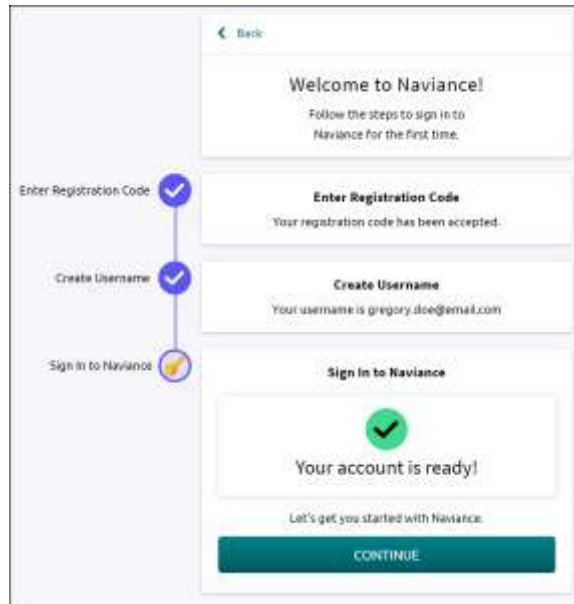 Back
Welcome to Naviance!
Follow the steps to sign in to
Naviance for the first time.
Enter Registration Code
Enter Registration Code
Your registration code has been accepted.
Create Username
Create Username
Your username is gregory.doe@email.com
Sign In to Naviance
Sign In to Naviance
Your account is ready!
Let's get you started with Naviance.
CONTINUE